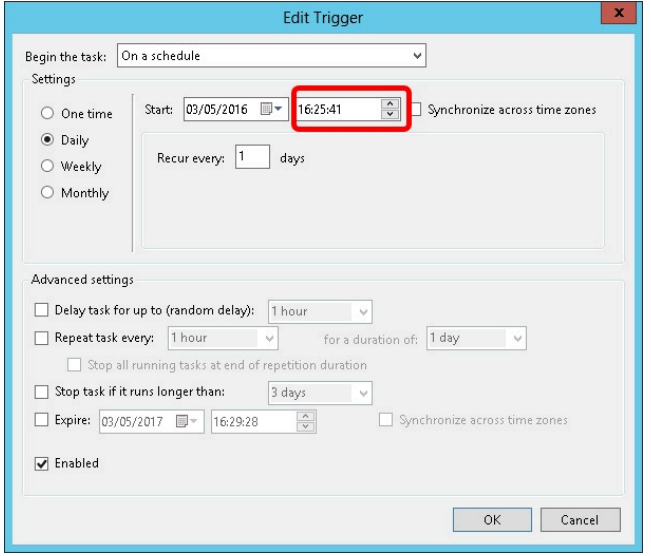 Edit Trigger
x
Begin the task: On a schedule
Settings
One time
Start: 03/05/2016 16:25:41 Synchronize across time zones
Daily
Recur every: 1 days
Weekly
Monthly
Advanced settings
Delay task for up to (random delay): 1 hour
Repeat task every: 1 hour for a duration of: 1 day
Stop all running tasks at end of repetition duration
Stop task if it runs longer than: 3 days
Expire: 03/05/2017 16:29:28 Synchronize across time zones
Enabled
OK Cancel